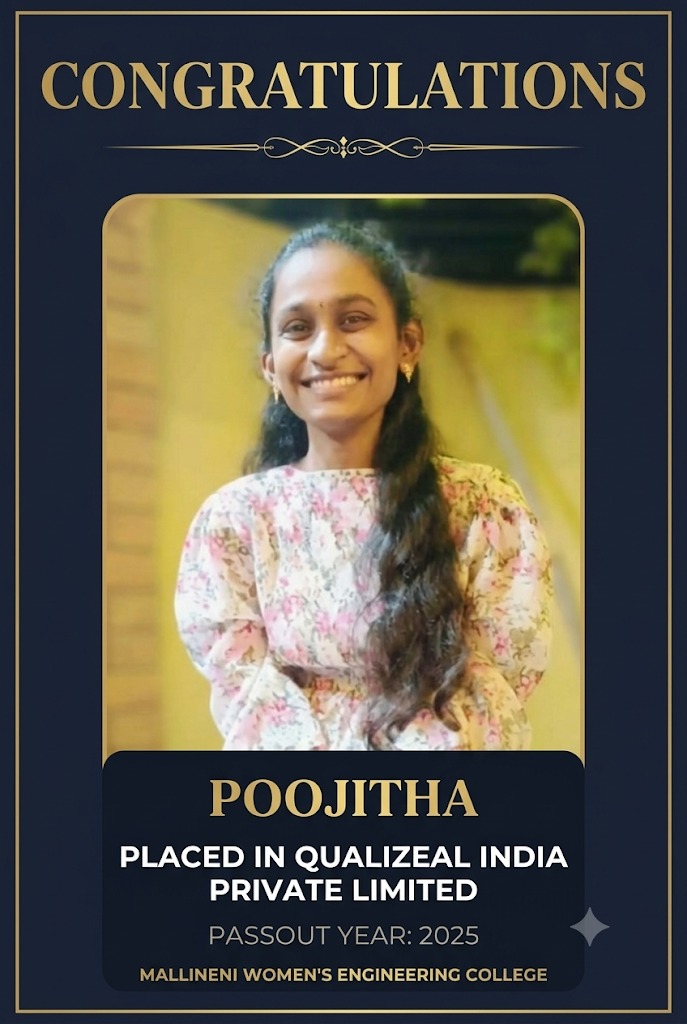 CONGRATULATIONS
POOJITHA
PLACED IN QUALIZEAL INDIA
PRIVATE LIMITED
PASSOUT YEAR: 2025
MALLINENI WOMEN'S ENGINEERING COLLEGE